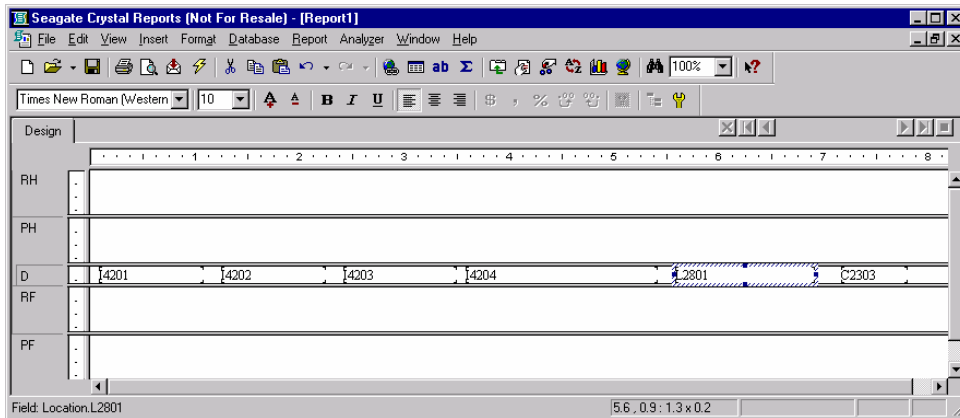 Seagate Crystal Reports (Not For Resale) - [Report1]
File Edit View Insert Format Database Report Analyzer Window Help
ab Σ 100%
Times New Roman (Western 10 B I U $ , %
Design
1 2 3 4 5 6 7 8
RH
PH
D I4201 I4202 I4203 I4204 L2801 C2303
RF
PF
Field: Location.L2801 5.6 , 0.9 : 1.3 x 0.2